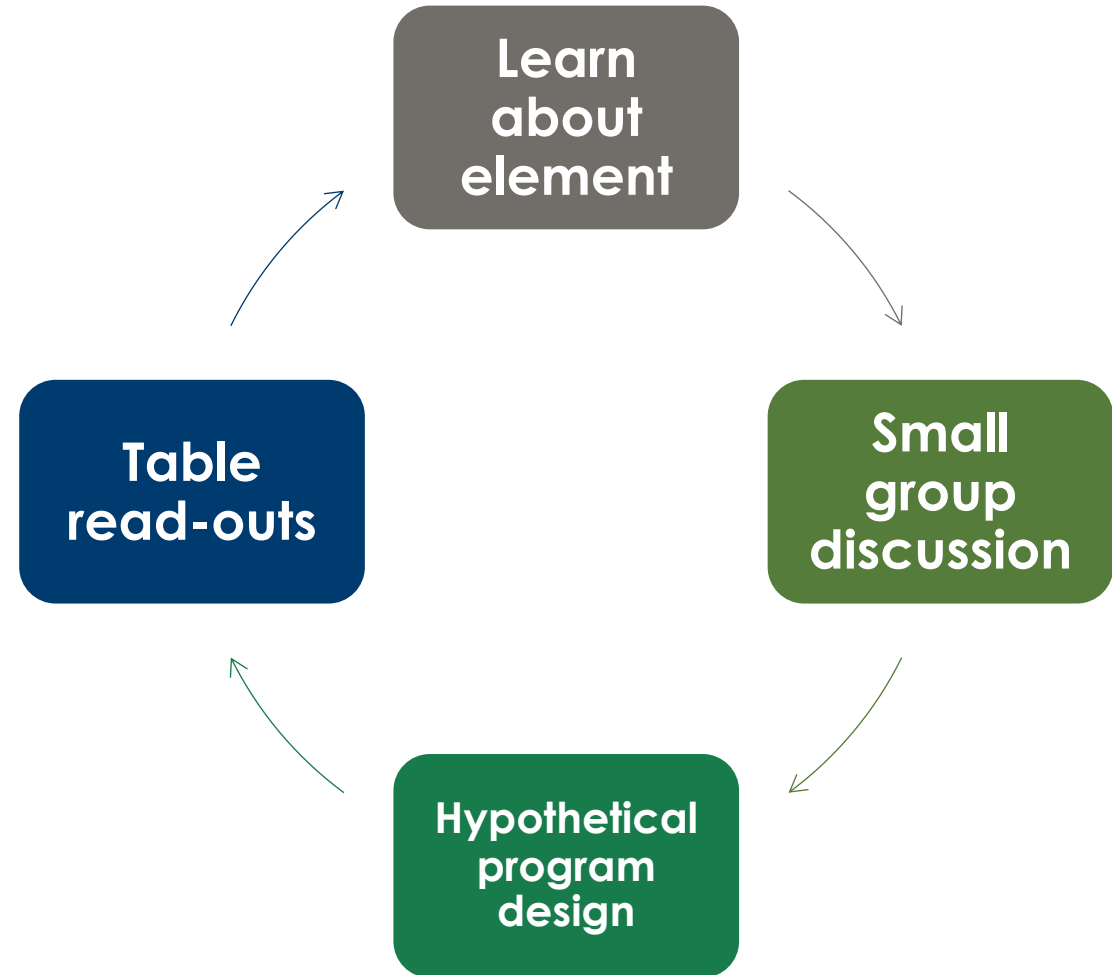 Learn
about
element
Small
group
discussion
Hypothetical
program
design
Table
read-outs